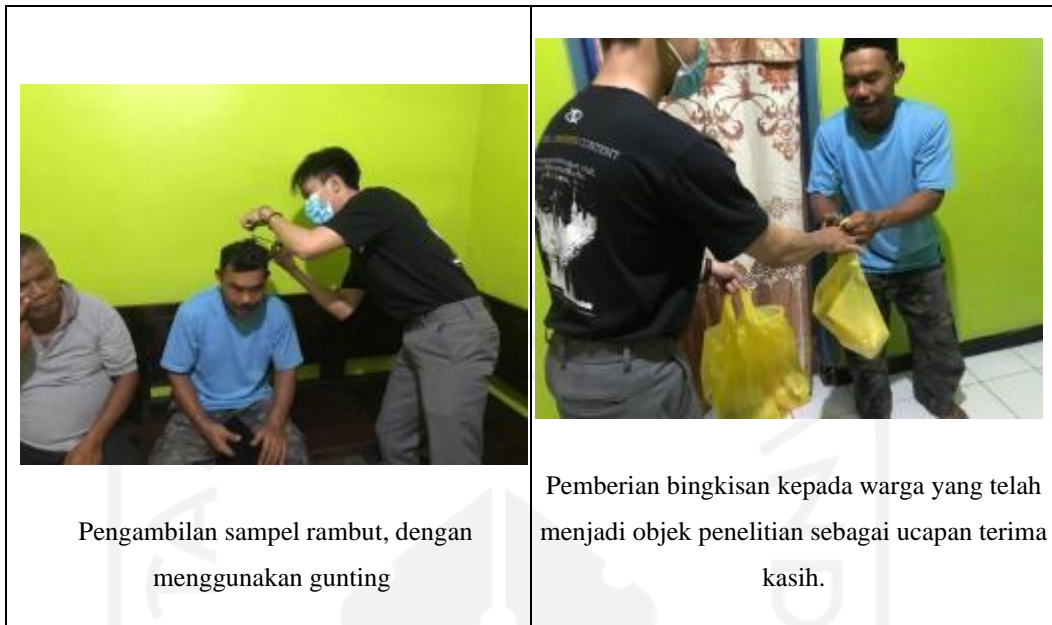 Pengambilan sampel rambut, dengan
menggunakan gunting
Pemberian bingkisan kepada warga yang telah
menjadi objek penelitian sebagai ucapan terima
kasih.